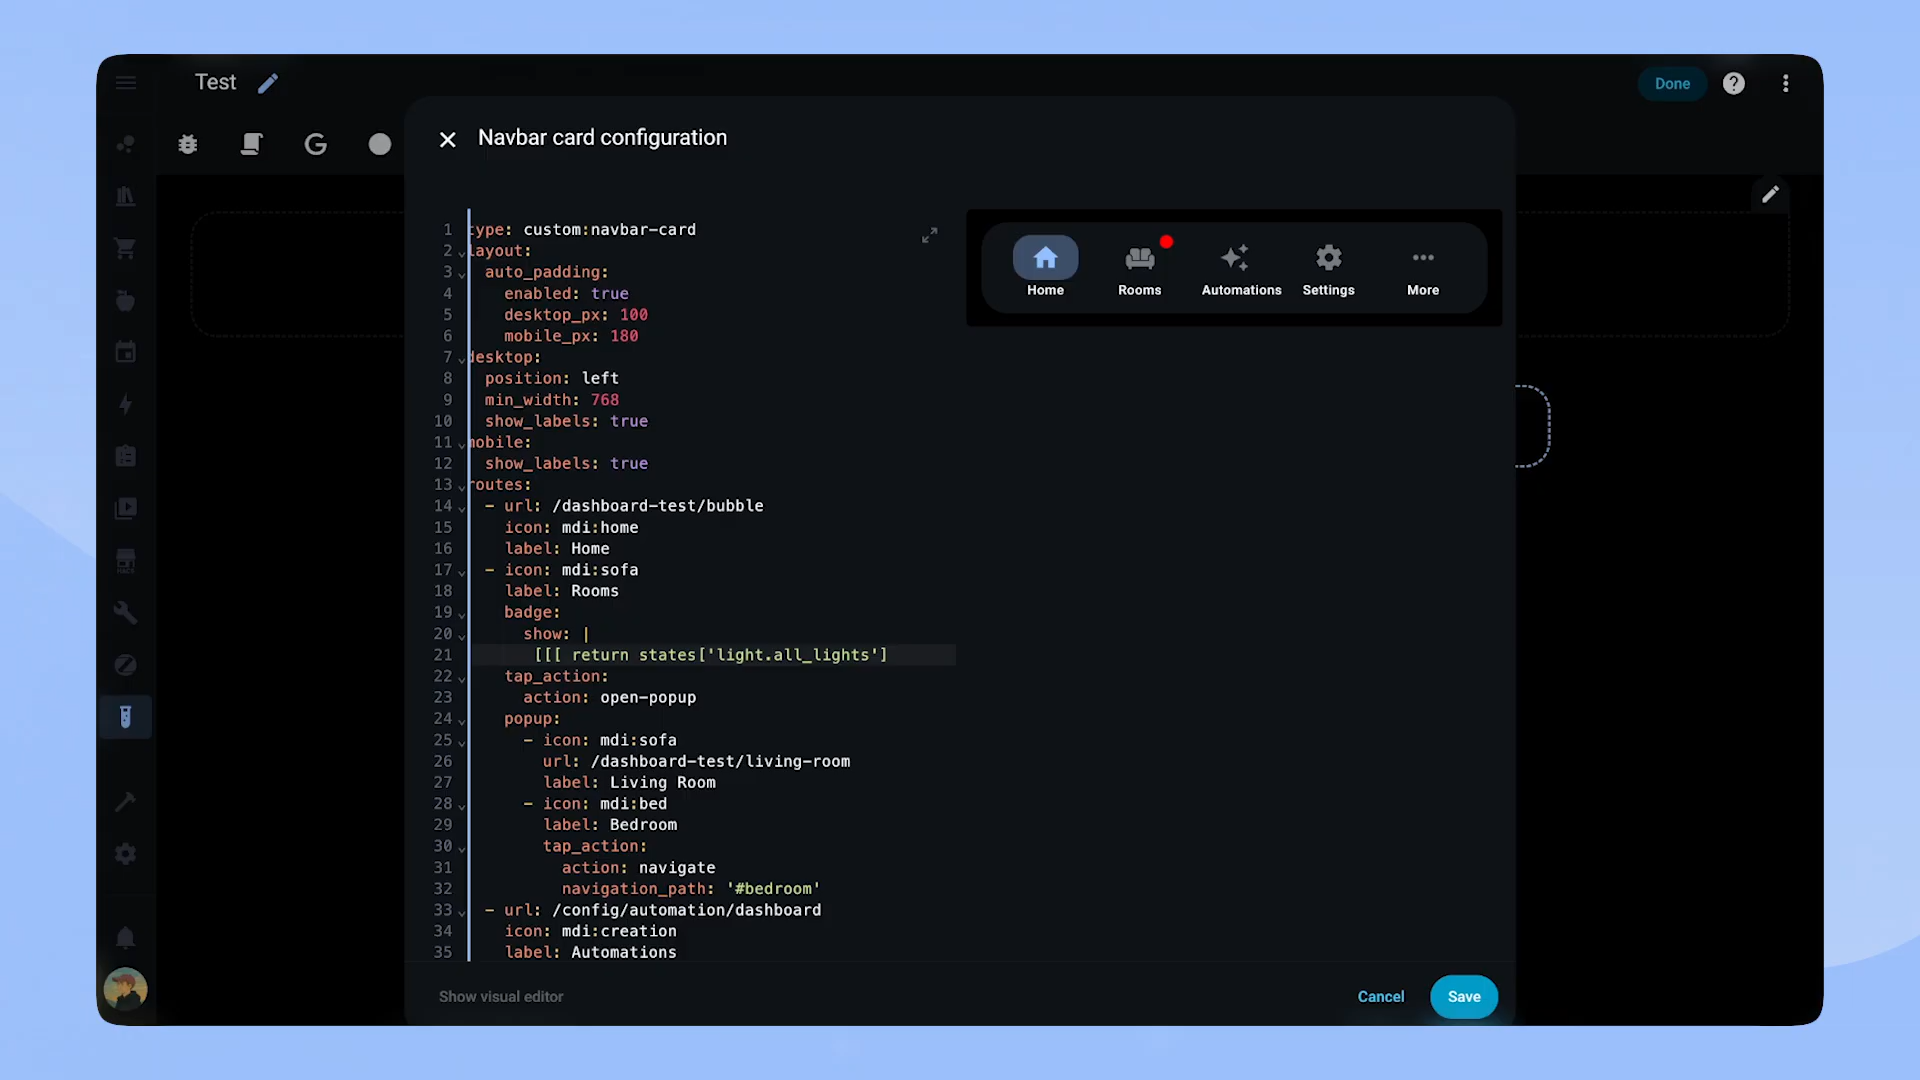 Test
Done
Navbar card configuration
1 type: custom:navbar-card
2 layout:
3 auto_padding:
4 enabled: true
5 desktop_px: 100
6 mobile_px: 180
7 desktop:
8 position: left
9 min_width: 768
10 show_labels: true
11 mobile:
12 show_labels: true
13 routes:
14 - url: /dashboard-test/bubble
15 icon: mdi:home
16 label: Home
17 - icon: mdi:sofa
18 label: Rooms
19 badge:
20 show: |
21 [[[ return states['light.all_lights']
22 tap_action:
23 action: open-popup
24 popup:
25 - icon: mdi:sofa
26 url: /dashboard-test/living-room
27 label: Living Room
28 - icon: mdi:bed
29 label: Bedroom
30 tap_action:
31 action: navigate
32 navigation_path: '#bedroom'
33 - url: /config/automation/dashboard
34 icon: mdi:creation
35 label: Automations
Home Rooms Automations Settings More
HACS
Show visual editor
Cancel
Save